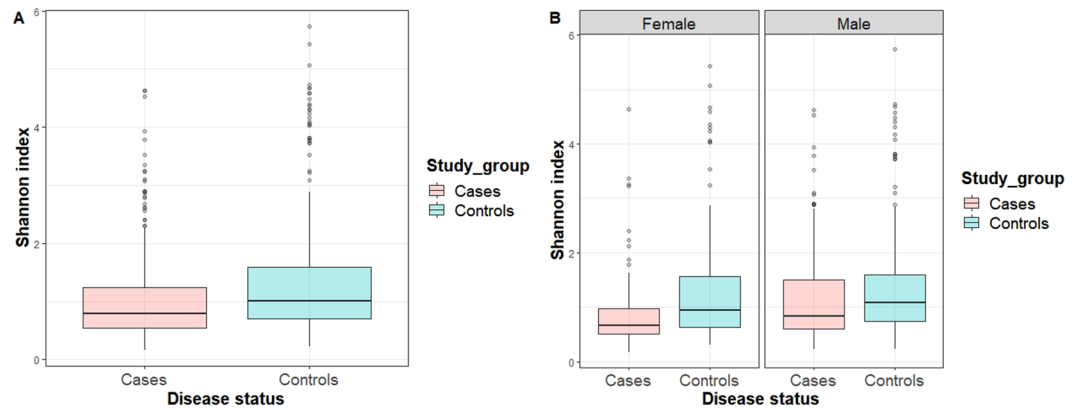 A
6
4
2
0
Shannon index
Cases
Controls
Disease status
Study_group
Cases
Controls
B
Female
Male
6
4
2
0
Shannon index
Cases
Controls
Cases
Controls
Disease status
Study_group
Cases
Controls